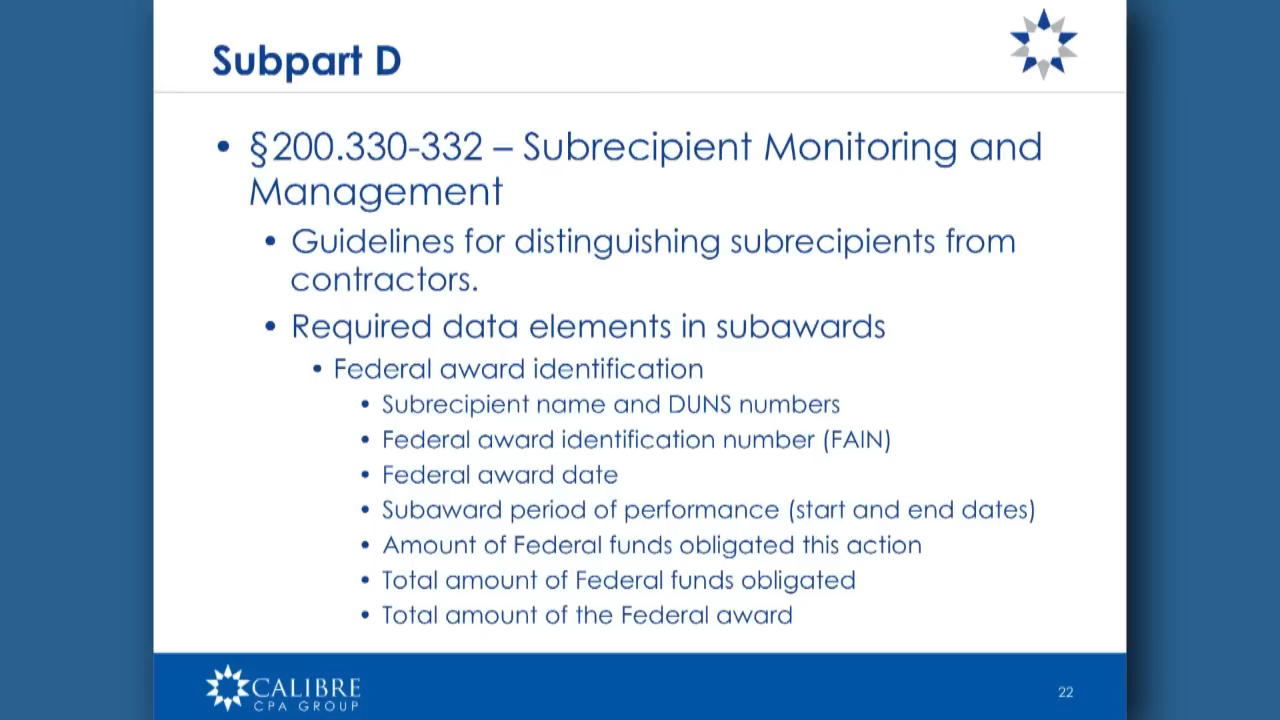 Subpart D
• §200.330-332 – Subrecipient Monitoring and
Management
• Guidelines for distinguishing subrecipients from
contractors.
• Required data elements in subawards
• Federal award identification
• Subrecipient name and DUNS numbers
• Federal award identification number (FAIN)
• Federal award date
• Subaward period of performance (start and end dates)
• Amount of Federal funds obligated this action
• Total amount of Federal funds obligated
• Total amount of the Federal award
CALIBRE
CPA GROUP
22